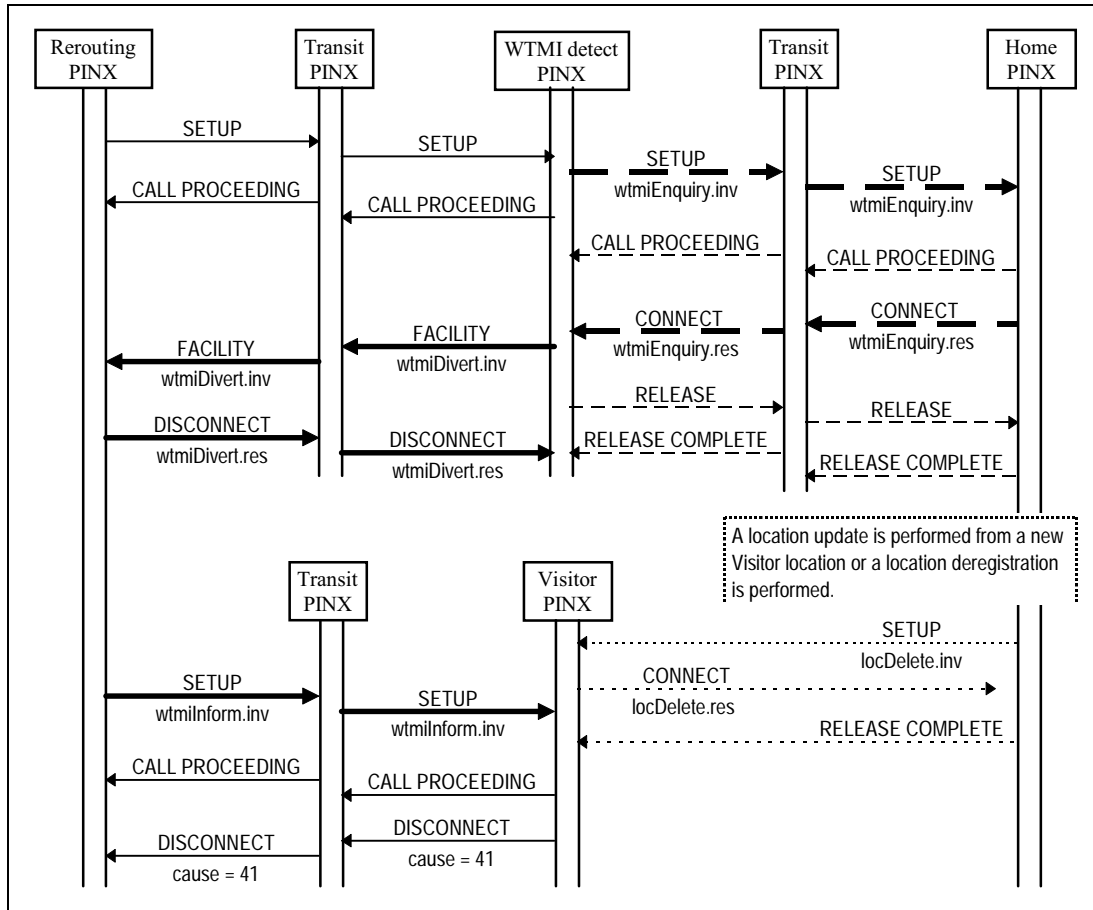 Rerouting
PINX
Transit
PINX
WTMI detect
PINX
Transit
PINX
Home
PINX
SETUP
SETUP
SETUP
wtmiEnquiry.inv
SETUP
wtmiEnquiry.inv
CALL PROCEEDING
CALL PROCEEDING
CALL PROCEEDING
CALL PROCEEDING
CONNECT
wtmiEnquiry.res
CONNECT
wtmiEnquiry.res
FACILITY
wtmiDivert.inv
FACILITY
wtmiDivert.inv
RELEASE
RELEASE
DISCONNECT
wtmiDivert.res
DISCONNECT
wtmiDivert.res
RELEASE COMPLETE
RELEASE COMPLETE
A location update is performed from a new
Visitor location or a location deregistration
is performed.
Transit
PINX
Visitor
PINX
SETUP
locDelete.inv
CONNECT
locDelete.res
SETUP
wtmiInform.inv
SETUP
wtmiInform.inv
RELEASE COMPLETE
CALL PROCEEDING
CALL PROCEEDING
DISCONNECT
cause = 41
DISCONNECT
cause = 41